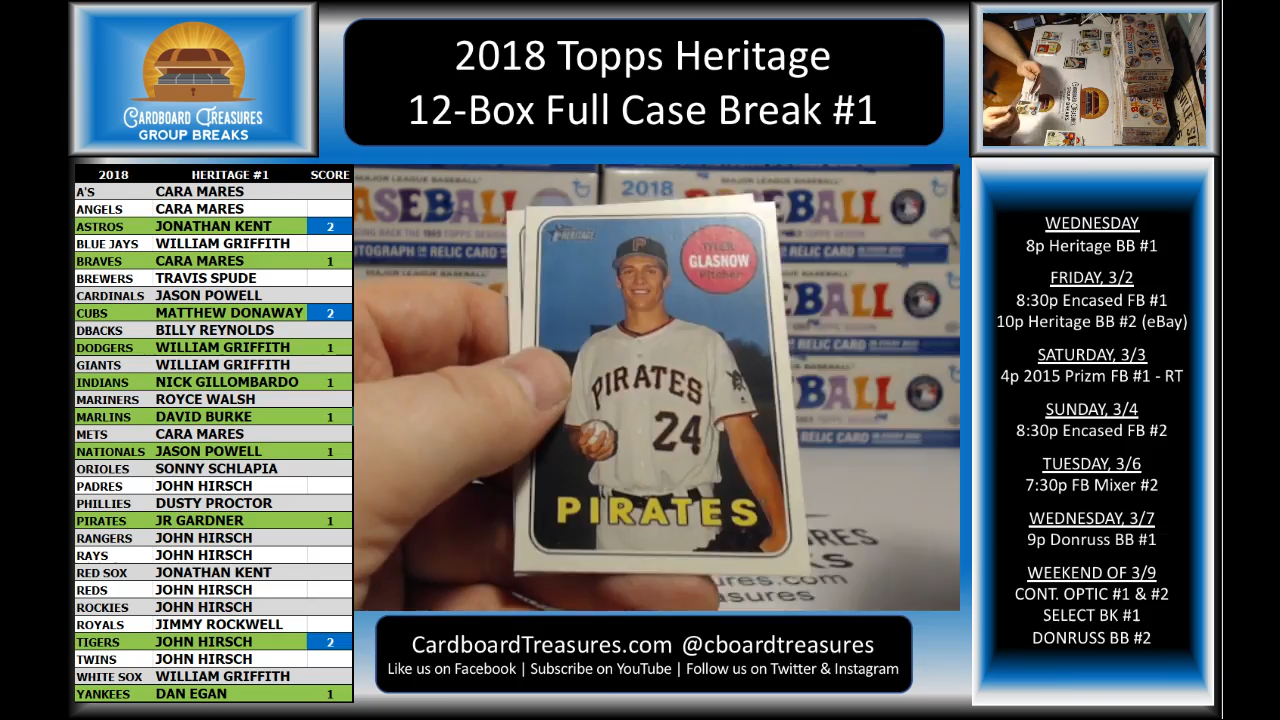 CARDBOARD TREASURES
GROUP BREAKS
2018 Topps Heritage
12-Box Full Case Break #1
2018 HERITAGE #1 SCORE
A'S CARA MARES
ANGELS CARA MARES
ASTROS JONATHAN KENT 2
BLUE JAYS WILLIAM GRIFFITH
BRAVES CARA MARES 1
BREWERS TRAVIS SPUDE
CARDINALS JASON POWELL
CUBS MATTHEW DONAWAY 2
DBACKS BILLY REYNOLDS
DODGERS WILLIAM GRIFFITH 1
GIANTS WILLIAM GRIFFITH
INDIANS NICK GILLOMBARDO 1
MARINERS ROYCE WALSH
MARLINS DAVID BURKE 1
METS CARA MARES
NATIONALS JASON POWELL 1
ORIOLES SONNY SCHLAPIA
PADRES JOHN HIRSCH
PHILLIES DUSTY PROCTOR
PIRATES JR GARDNER 1
RANGERS JOHN HIRSCH
RAYS JOHN HIRSCH
RED SOX JONATHAN KENT
REDS JOHN HIRSCH
ROCKIES JOHN HIRSCH
ROYALS JIMMY ROCKWELL
TIGERS JOHN HIRSCH 2
TWINS JOHN HIRSCH
WHITE SOX WILLIAM GRIFFITH
YANKEES DAN EGAN 1
MAJOR LEAGUE BASEBALL
2018
BASEBALL
RELIC CARD
HERITAGE
TYLER
GLASNOW
Pitcher
PIRATES
24
PIRATES
WEDNESDAY
8p Heritage BB #1
FRIDAY, 3/2
8:30p Encased FB #1
10p Heritage BB #2 (eBay)
SATURDAY, 3/3
4p 2015 Prizm FB #1 - RT
SUNDAY, 3/4
8:30p Encased FB #2
TUESDAY, 3/6
7:30p FB Mixer #2
WEDNESDAY, 3/7
9p Donruss BB #1
WEEKEND OF 3/9
CONT. OPTIC #1 & #2
SELECT BK #1
DONRUSS BB #2
CardboardTreasures.com @cboardtreasures
Like us on Facebook | Subscribe on YouTube | Follow us on Twitter & Instagram